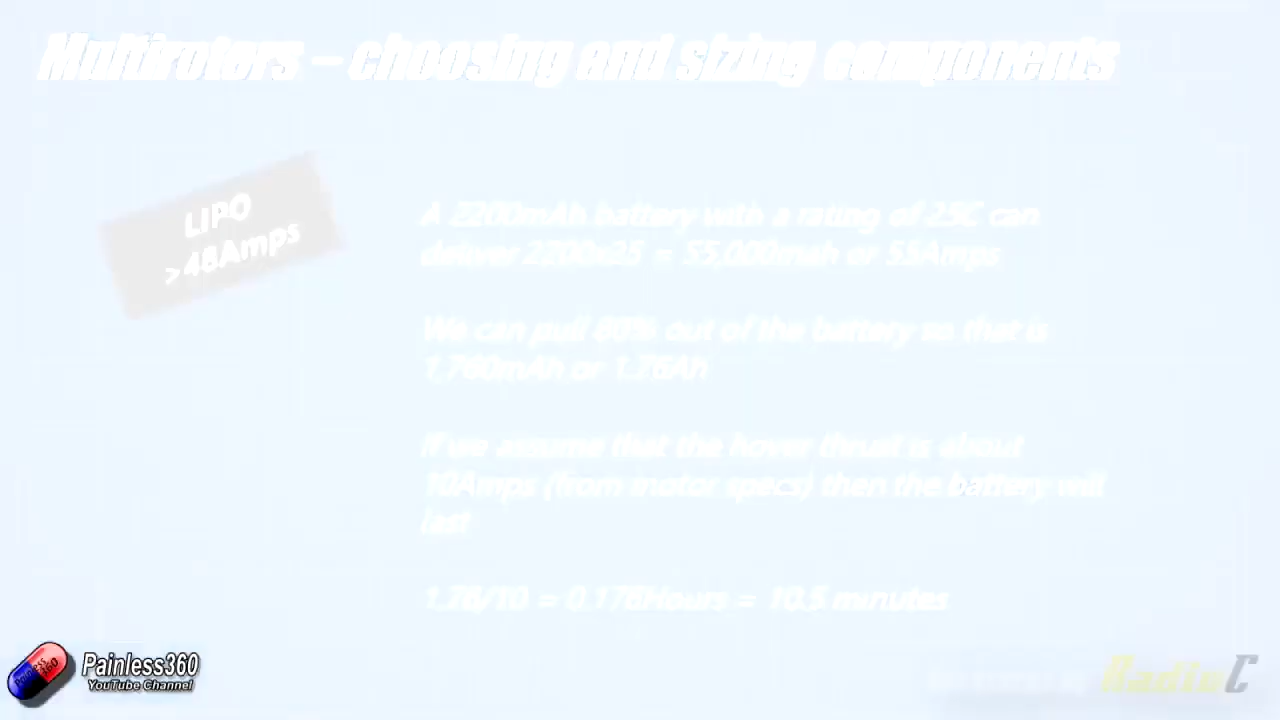 Multirotors – choosing and sizing components
LIPO
>48Amps
A 2200mAh battery with a rating of 25C can
deliver 2200x25 = 55,000mah or 55Amps
We can pull 80% out of the battery so that is
1,760mAh or 1.76Ah
If we assume that the hover thrust is about
10Amps (from motor specs) then the battery will
last
1.76/10 = 0.176Hours = 10.5 minutes
Painless360
Painless360
YouTube Channel
RadioC